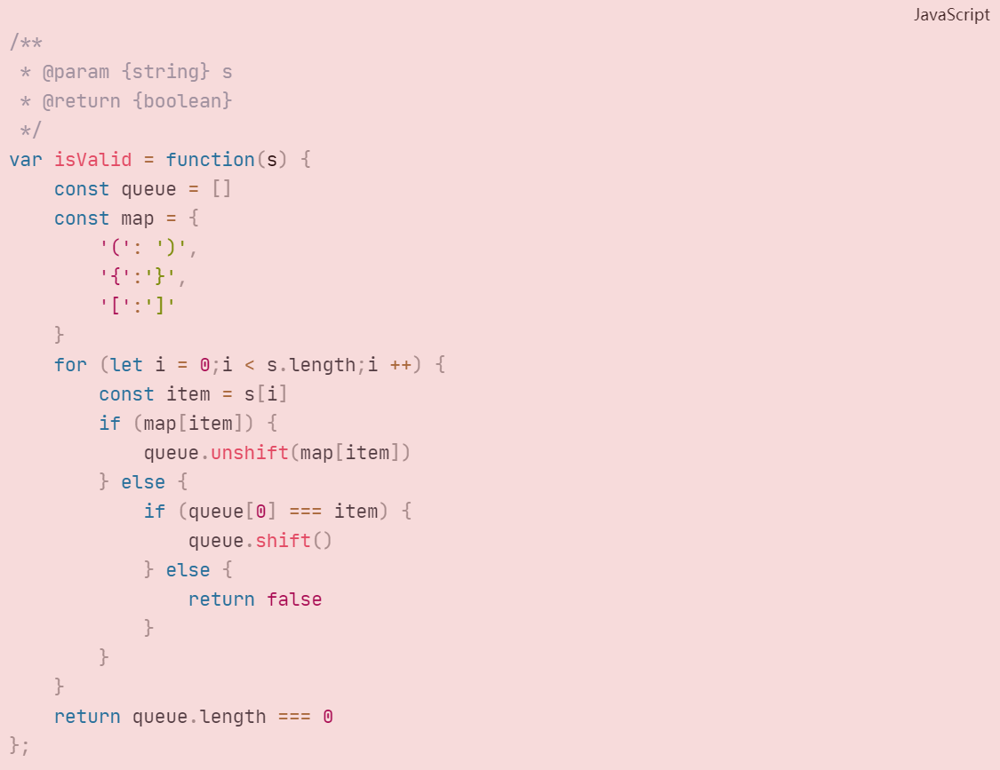 JavaScript
/**
 * @param {string} s
 * @return {boolean}
 */
var isValid = function(s) {
    const queue = []
    const map = {
        '(': ')',
        '{':'}',
        '[':']'
    }
    for (let i = 0;i < s.length;i ++) {
        const item = s[i]
        if (map[item]) {
            queue.unshift(map[item])
        } else {
            if (queue[0] === item) {
                queue.shift()
            } else {
                return false
            }
        }
    }
    return queue.length === 0
};